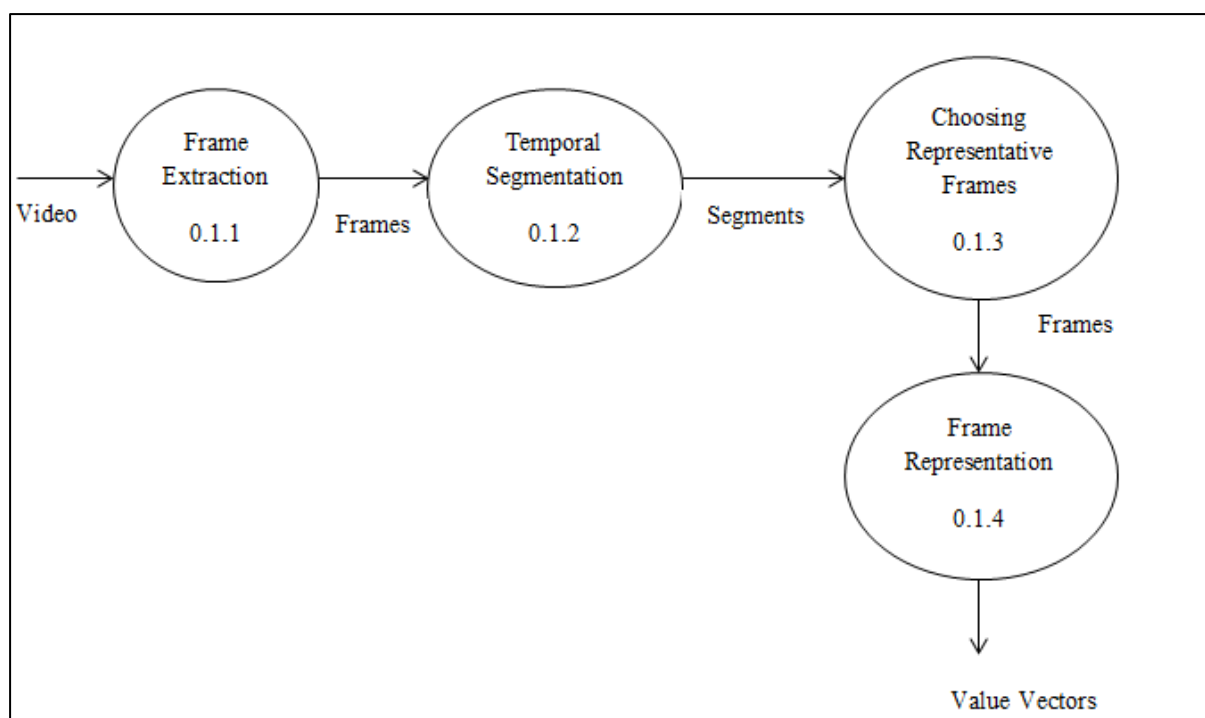 Video
Frame
Extraction
0.1.1
Frames
Temporal
Segmentation
0.1.2
Segments
Choosing
Representative
Frames
0.1.3
Frames
Frame
Representation
0.1.4
Value Vectors